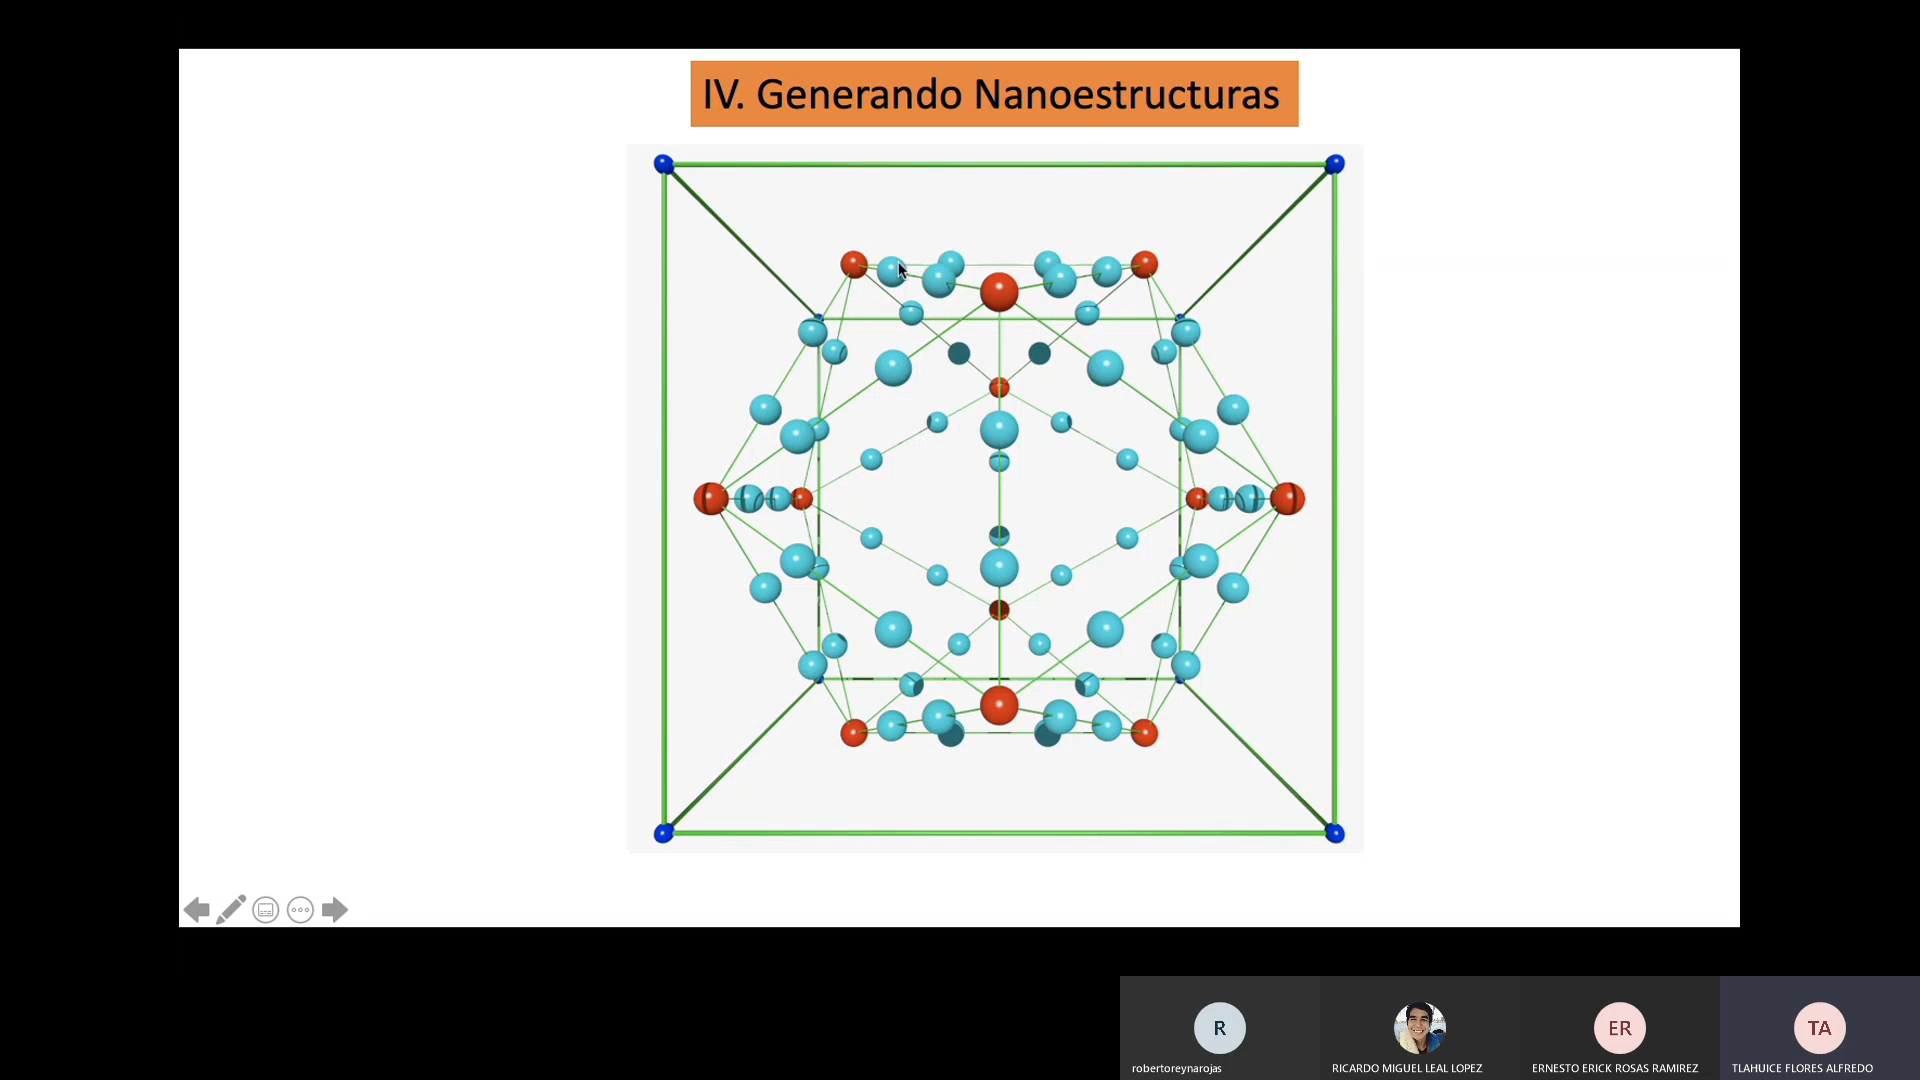 IV. Generando Nanoestructuras
R
ER
TA
robertoreynarojas
RICARDO MIGUEL LEAL LOPEZ
ERNESTO ERICK ROSAS RAMIREZ
TLAHUICE FLORES ALFREDO